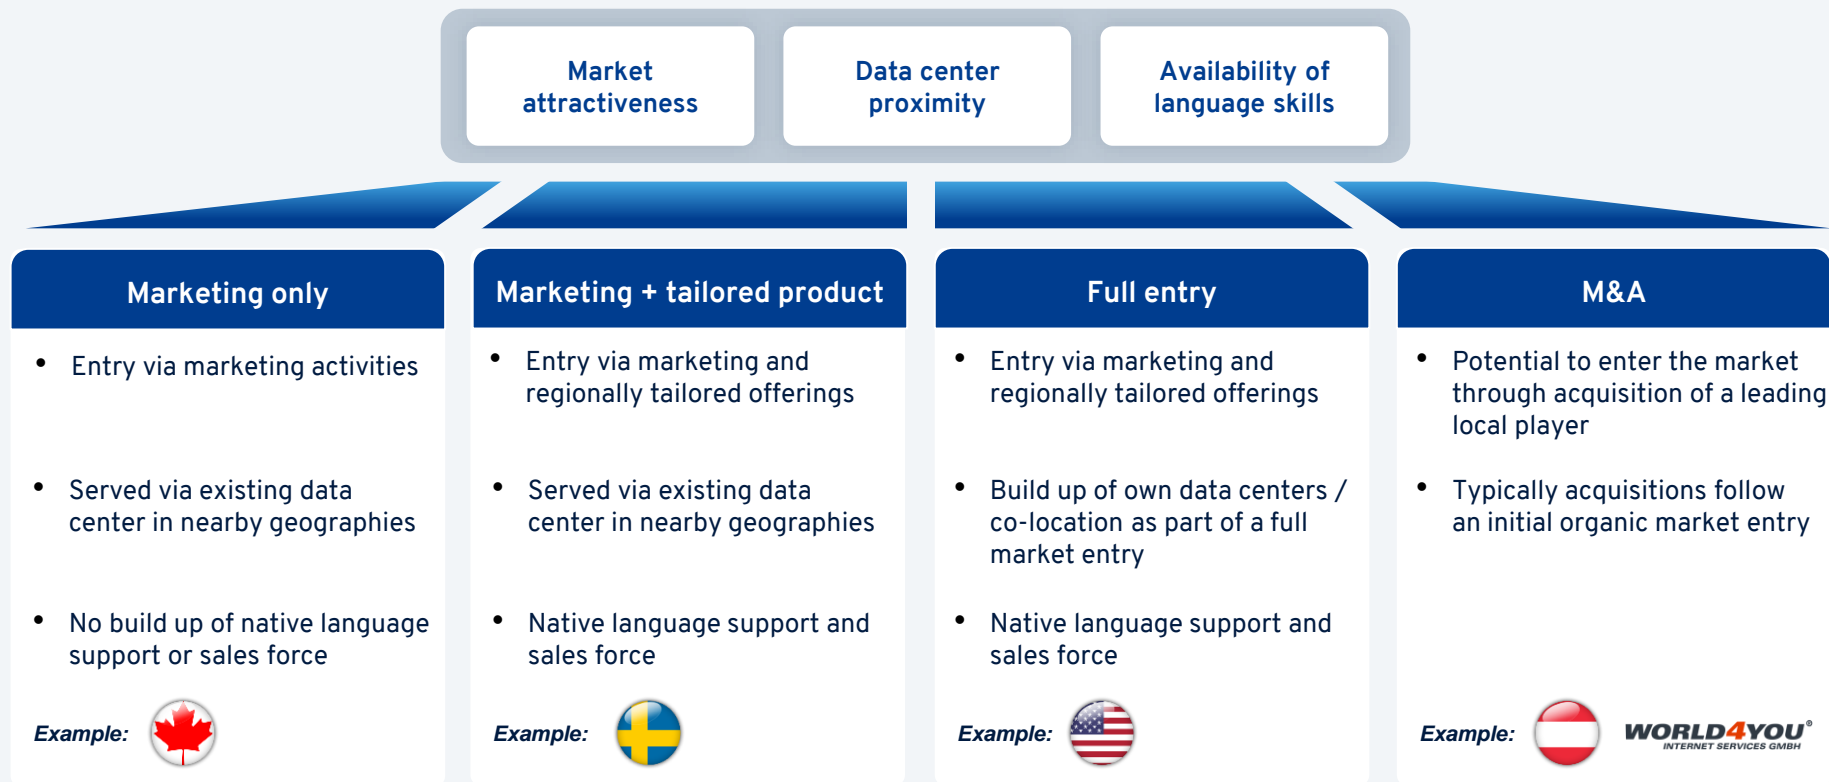 Market
attractiveness
Data center
proximity
Availability of
language skills
Marketing only
• Entry via marketing activities
• Served via existing data
center in nearby geographies
• No build up of native language
support or sales force
Example:
Marketing + tailored product
• Entry via marketing and
regionally tailored offerings
• Served via existing data
center in nearby geographies
• Native language support and
sales force
Example:
Full entry
• Entry via marketing and
regionally tailored offerings
• Build up of own data centers /
co-location as part of a full
market entry
• Native language support and
sales force
Example:
M&A
• Potential to enter the market
through acquisition of a leading
local player
• Typically acquisitions follow
an initial organic market entry
Example:
WORLD4YOU®
INTERNET SERVICES GMBH